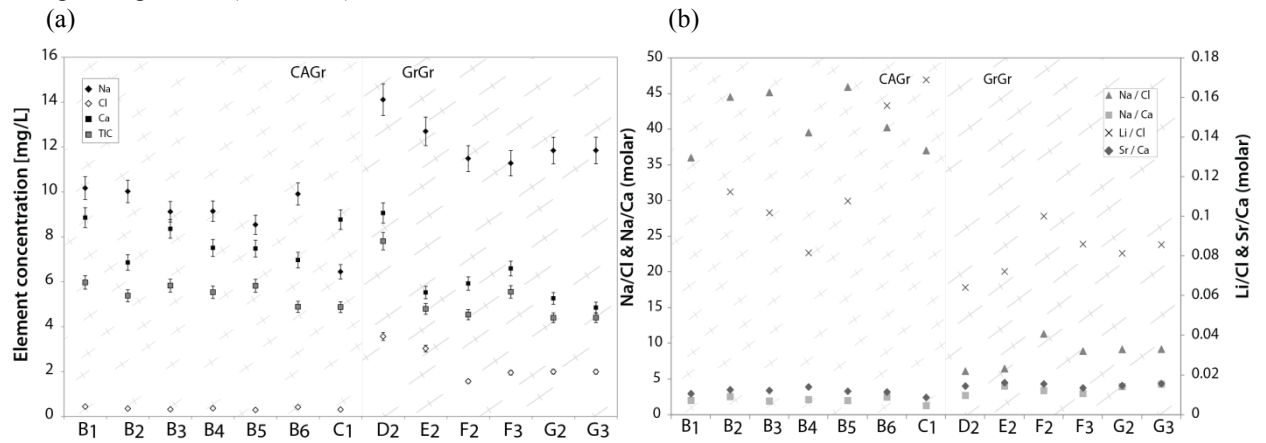 (a)
(b)
16
14
12
10
8
6
4
2
0
Element concentration [mg/L]
CAGr
GrGr
Na
Cl
Ca
TIC
B1
B2
B3
B4
B5
B6
C1
D2
E2
F2
F3
G2
G3
50
45
40
35
30
25
20
15
10
5
0
Na/Cl & Na/Ca (molar)
CAGr
GrGr
Na / Cl
Na / Ca
Li / Cl
Sr / Ca
0.18
0.16
0.14
0.12
0.1
0.08
0.06
0.04
0.02
0
Li/Cl & Sr/Ca (molar)
B1
B2
B3
B4
B5
B6
C1
D2
E2
F2
F3
G2
G3